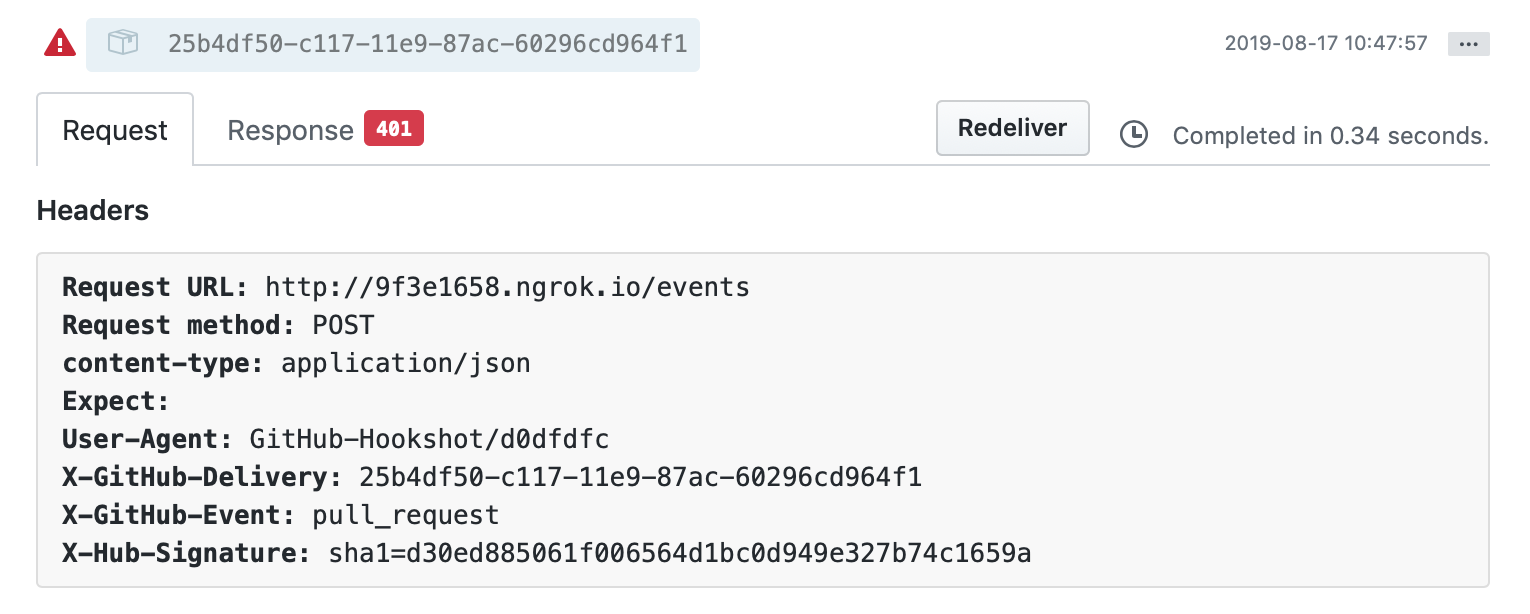 25b4df50-c117-11e9-87ac-60296cd964f1 2019-08-17 10:47:57 ...
Request Response 401 Redeliver Completed in 0.34 seconds.
Headers
Request URL: http://9f3e1658.ngrok.io/events
Request method: POST
content-type: application/json
Expect:
User-Agent: GitHub-Hookshot/d0dfdfc
X-GitHub-Delivery: 25b4df50-c117-11e9-87ac-60296cd964f1
X-GitHub-Event: pull_request
X-Hub-Signature: sha1=d30ed885061f006564d1bc0d949e327b74c1659a